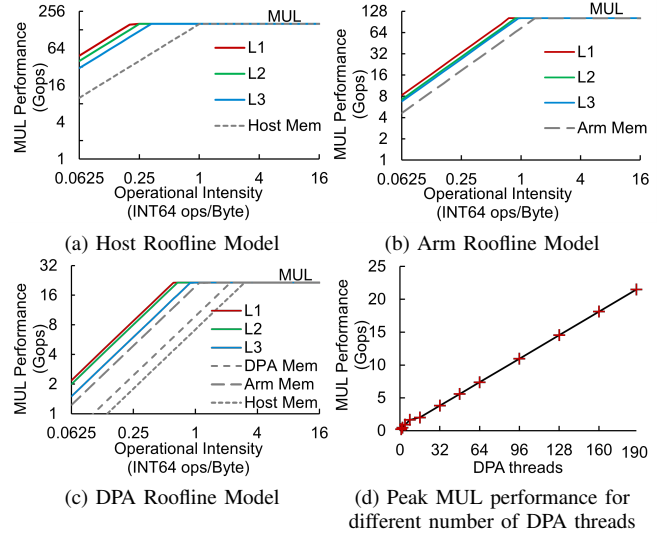 256
64
16
4
1
MUL Performance
(Gops)
MUL
L1
L2
L3
Host Mem
0.0625 0.25 1 4 16
Operational Intensity
(INT64 ops/Byte)
(a) Host Roofline Model
128
64
32
16
8
4
2
1
MUL Performance
(Gops)
MUL
L1
L2
L3
Arm Mem
0.0625 0.25 1 4 16
Operational Intensity
(INT64 ops/Byte)
(b) Arm Roofline Model
32
16
8
4
2
1
MUL Performance
(Gops)
MUL
L1
L2
L3
DPA Mem
Arm Mem
Host Mem
0.0625 0.25 1 4 16
Operational Intensity
(INT64 ops/Byte)
(c) DPA Roofline Model
25
20
15
10
5
0
MUL Performance
(Gops)
0 32 64 96 128 160 190
DPA threads
(d) Peak MUL performance for
different number of DPA threads